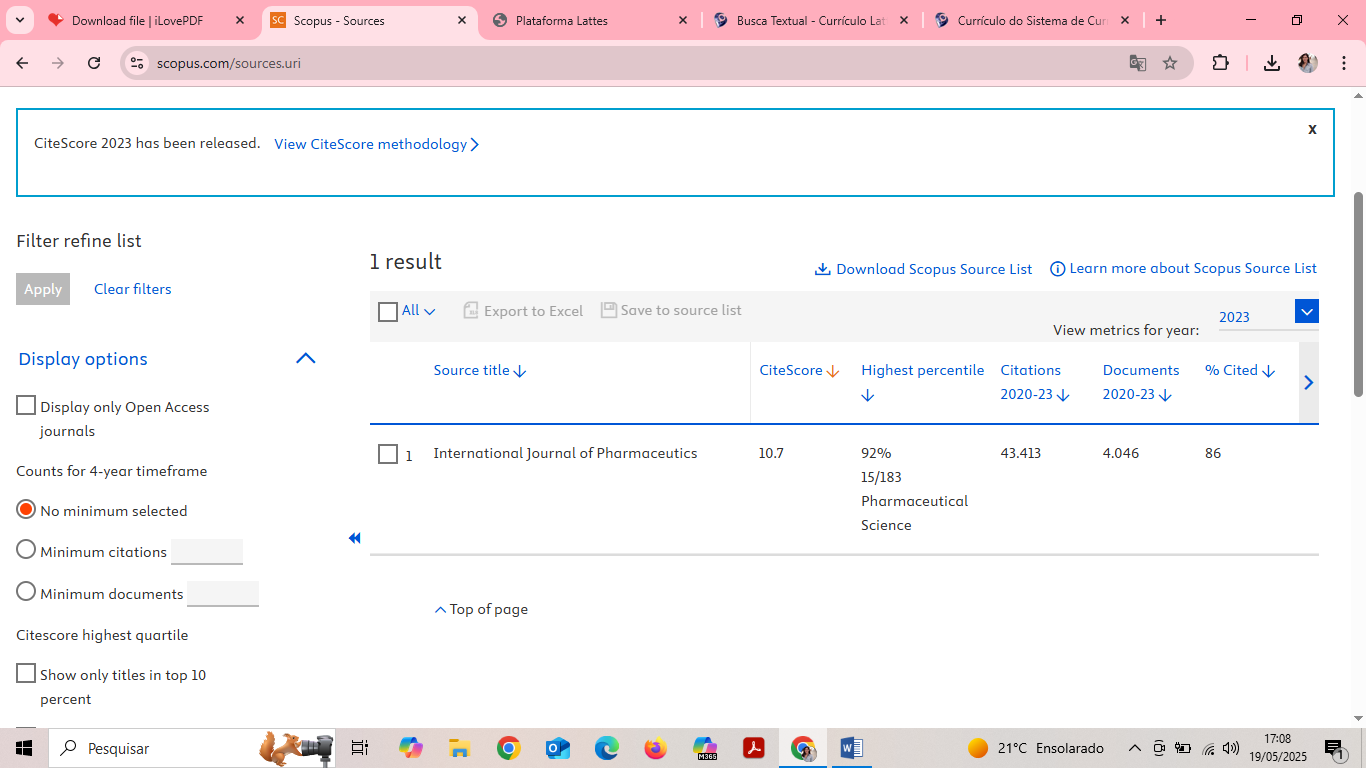 Download file | iLovePDF
Scopus - Sources
Plataforma Lattes
Busca Textual - Currículo Lat
Currículo do Sistema de Cur
scopus.com/sources.uri
CiteScore 2023 has been released. View CiteScore methodology
x
Filter refine list
Apply
Clear filters
Display options
Display only Open Access
journals
Counts for 4-year timeframe
No minimum selected
Minimum citations
Minimum documents
Citescore highest quartile
Show only titles in top 10
percent
1 result
Download Scopus Source List
Learn more about Scopus Source List
All
Export to Excel
Save to source list
View metrics for year:
2023
Source title
CiteScore
Highest percentile
Citations
2020-23
Documents
2020-23
% Cited
1
International Journal of Pharmaceutics
10.7
92%
15/183
Pharmaceutical
Science
43.413
4.046
86
Top of page
Pesquisar
M365
21°C Ensolarado
17:08
19/05/2025
1